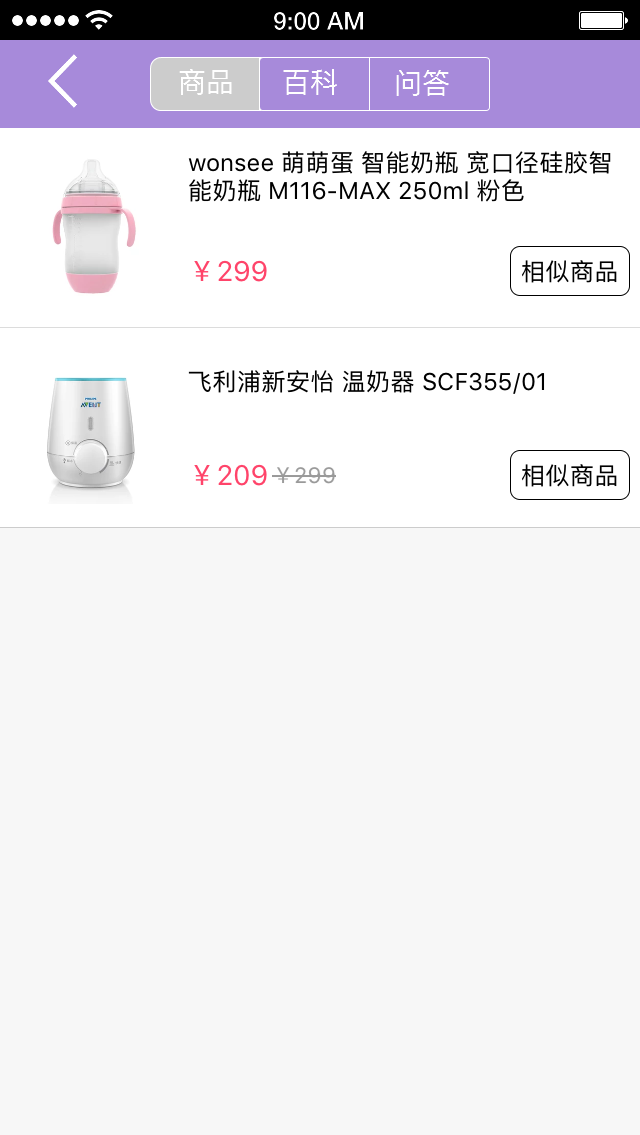 9:00 AM
商品 百科 问答
wonsee 萌萌蛋 智能奶瓶 宽口径硅胶智
能奶瓶 M116-MAX 250ml 粉色
￥299
相似商品
PHILIPS
AVENT
飞利浦新安怡 温奶器 SCF355/01
￥209 ￥299
相似商品